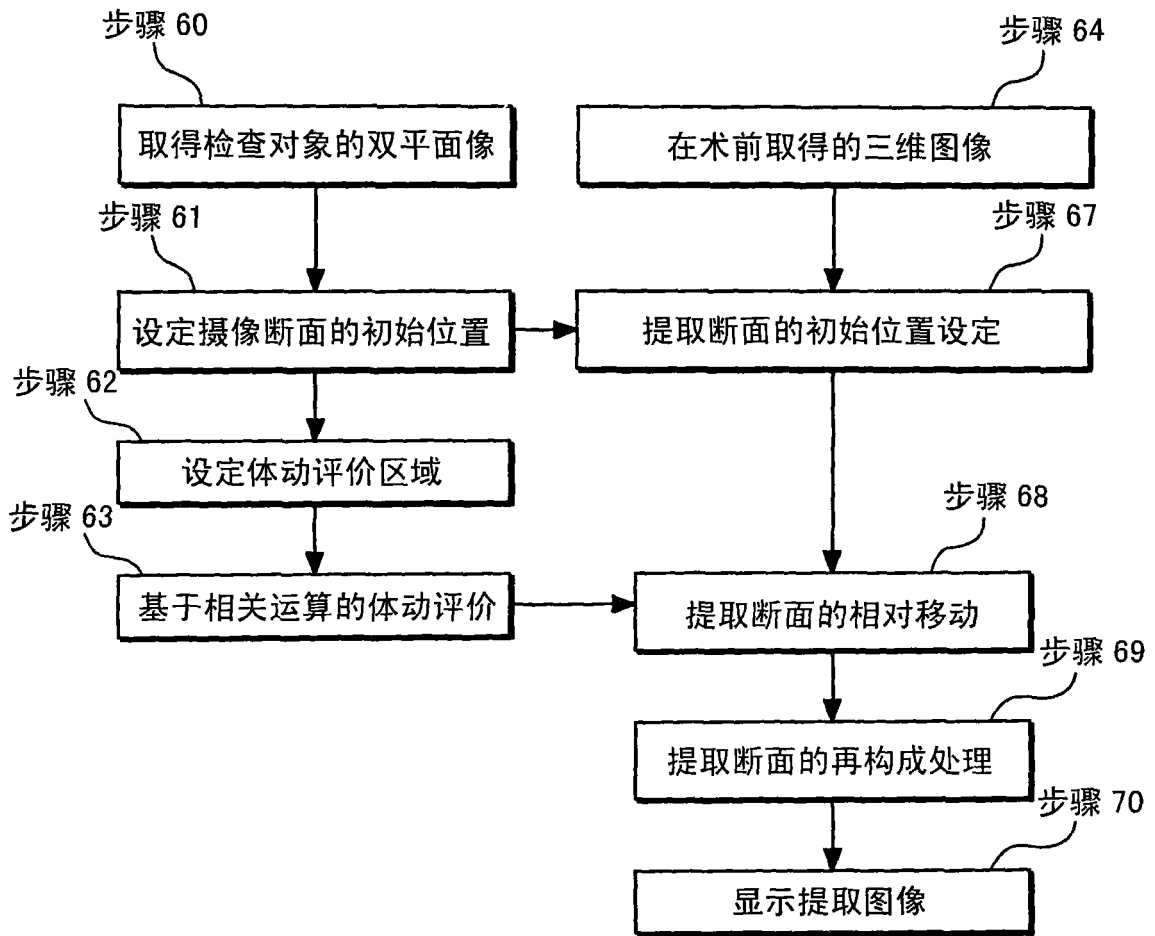 步骤 60
步骤 64
取得检查对象的双平面像
在术前取得的三维图像
步骤 61
步骤 67
设定摄像断面的初始位置
提取断面的初始位置设定
步骤 62
设定体动评价区域
步骤 63
步骤 68
基于相关运算的体动评价
提取断面的相对移动
步骤 69
提取断面的再构成处理
步骤 70
显示提取图像